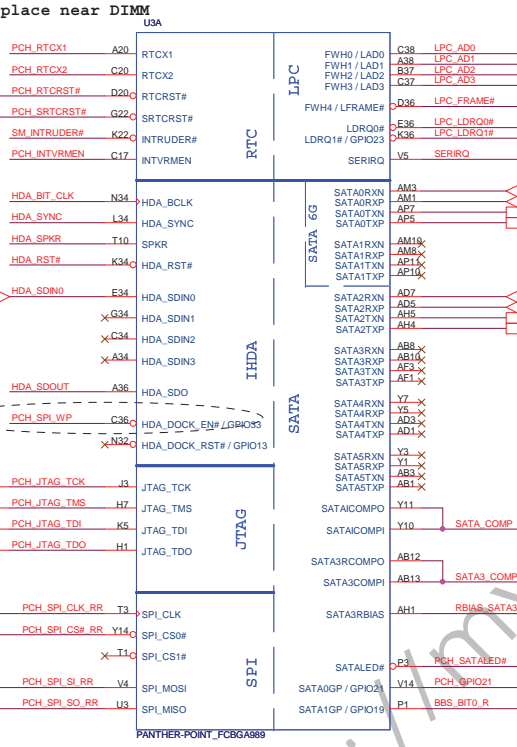 place near DIMM
U3A
PCH_RTCX1 A20 RTCX1 FWH0 / LAD0 C38 LPC_AD0
FWH1 / LAD1 A38 LPC_AD1
PCH_RTCX2 C20 RTCX2 FWH2 / LAD2 B37 LPC_AD2
FWH3 / LAD3 C37 LPC_AD3
LPC
PCH_RTCRST# D20 RTCRST#
FWH4 / LFRAME# D36 LPC_FRAME#
PCH_SRTCRST# G22 SRTCRST#
LDRQ0# E36 LPC_LDRQ0#
SM_INTRUDER# K22 INTRUDER# LDRQ1# / GPIO23 K36 LPC_LDRQ1#
RTC
PCH_INTVRMEN C17 INTVRMEN SERIRQ V5 SERIRQ
HDA_BIT_CLK N34 HDA_BCLK SATA0RXN AM3
SATA0RXP AM1
SATA0TXN AP7
HDA_SYNC L34 HDA_SYNC SATA0TXP AP5
SATA 6G
HDA_SPKR T10 SPKR SATA1RXN AM10
SATA1RXP AM8
HDA_RST# K34 HDA_RST# SATA1TXN AP11
SATA1TXP AP10
HDA_SDIN0 E34 HDA_SDIN0 SATA2RXN AD7
SATA2RXP AD5
G34 HDA_SDIN1 SATA2TXN AH5
SATA2TXP AH4
C34 HDA_SDIN2
SATA3RXN AB8
A34 HDA_SDIN3 SATA3RXP AB10
SATA3TXN AF3
SATA3TXP AF1
IHDA
HDA_SDOUT A36 HDA_SDO
SATA4RXN Y7
SATA4RXP Y5
PCH_SPI_WP C36 HDA_DOCK_EN# / GPIO33 SATA4TXN AD3
SATA4TXP AD1
SATA
N32 HDA_DOCK_RST# / GPIO13
SATA5RXN Y3
SATA5RXP Y1
SATA5TXN AB3
PCH_JTAG_TCK J3 JTAG_TCK SATA5TXP AB1
PCH_JTAG_TMS H7 JTAG_TMS SATAICOMPO Y11
PCH_JTAG_TDI K5 JTAG_TDI SATAICOMPI Y10 SATA_COMP
JTAG
PCH_JTAG_TDO H1 JTAG_TDO
SATA3RCOMPO AB12
SATA3COMPI AB13 SATA3_COMP
PCH_SPI_CLK_RR T3 SPI_CLK SATA3RBIAS AH1 RBIAS_SATA3
PCH_SPI_CS#_RR Y14 SPI_CS0#
T1 SPI_CS1#
SATALED# P3 PCH_SATALED#
SPI
PCH_SPI_SI_RR V4 SPI_MOSI SATA0GP / GPIO21 V14 PCH_GPIO21
PCH_SPI_SO_RR U3 SPI_MISO SATA1GP / GPIO19 P1 BBS_BIT0_R
PANTHER-POINT_FCBGA989